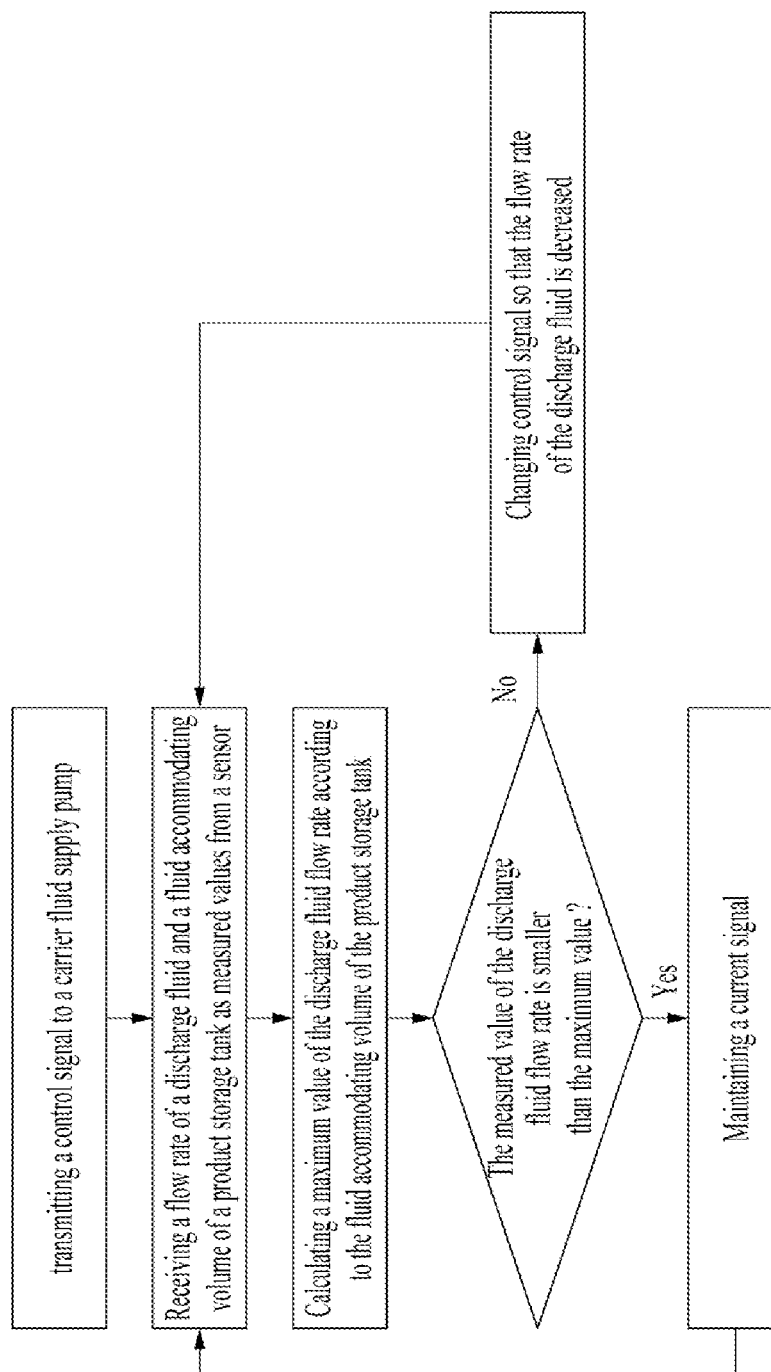 transmitting a control signal to a carrier fluid supply pump
Receiving a flow rate of a discharge fluid and a fluid accommodating
volume of a product storage tank as measured values from a sensor
Calculating a maximum value of the discharge fluid flow rate according
to the fluid accommodating volume of the product storage tank
The measured value of the discharge
fluid flow rate is smaller
than the maximum value ?
No
Changing control signal so that the flow rate
of the discharge fluid is decreased
Yes
Maintaining a current signal